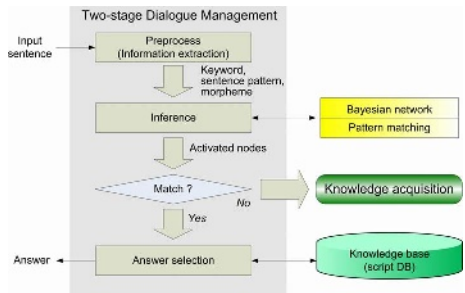 Two-stage Dialogue Management
Input
sentence
Preprocess
(Information extraction)
Keyword,
sentence pattern,
morpheme
Inference
Bayesian network
Pattern matching
Activated nodes
Match ?
No
Knowledge acquisition
Yes
Answer
Answer selection
Knowledge base
(script DB)